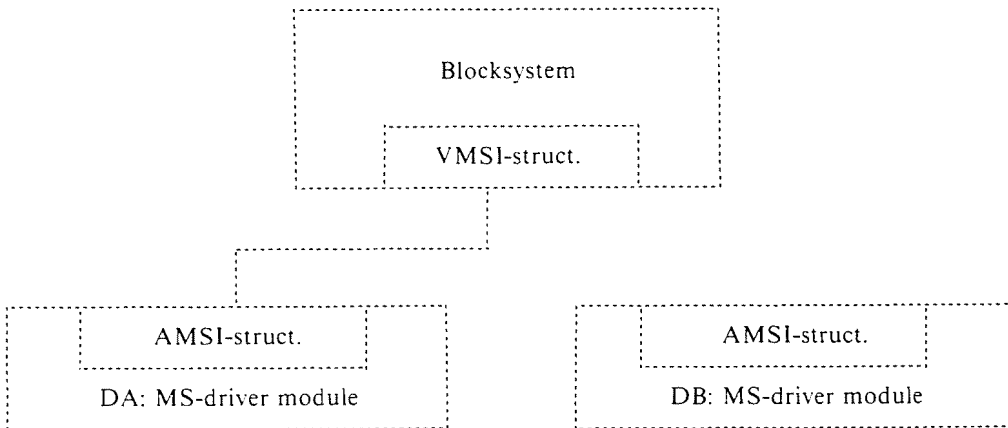 Blocksystem
VMSI-struct.
AMSI-struct.
DA: MS-driver module
AMSI-struct.
DB: MS-driver module